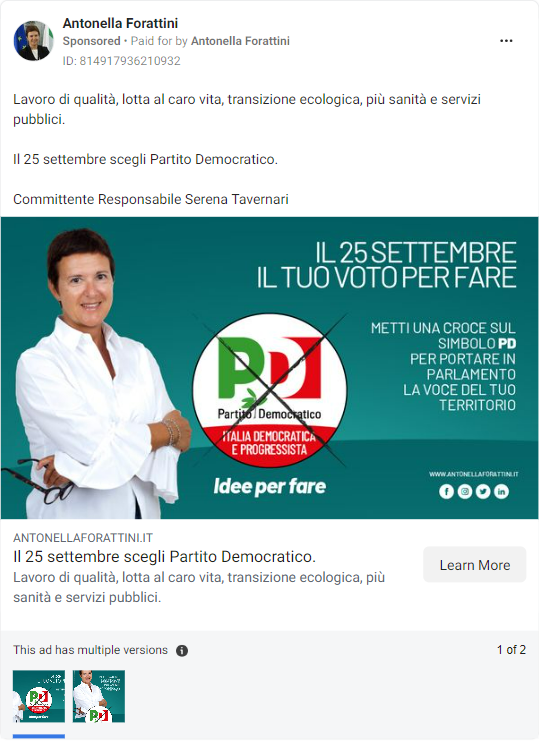 Antonella Forattini
Sponsored • Paid for by Antonella Forattini
ID: 814917936210932
Lavoro di qualità, lotta al caro vita, transizione ecologica, più sanità e servizi
pubblici.
Il 25 settembre scegli Partito Democratico.
Committente Responsabile Serena Tavernari
IL 25 SETTEMBRE
IL TUO VOTO PER FARE
METTI UNA CROCE SUL
SIMBOLO PD
PER PORTARE IN
PARLAMENTO
LA VOCE DEL TUO
TERRITORIO
PD
Partito Democratico
ITALIA DEMOCRATICA
E PROGRESSISTA
Idee per fare
WWW.ANTONELLAFORATTINI.IT
ANTONELLAFORATTINI.IT
Il 25 settembre scegli Partito Democratico.
Lavoro di qualità, lotta al caro vita, transizione ecologica, più
sanità e servizi pubblici.
Learn More
This ad has multiple versions
1 of 2